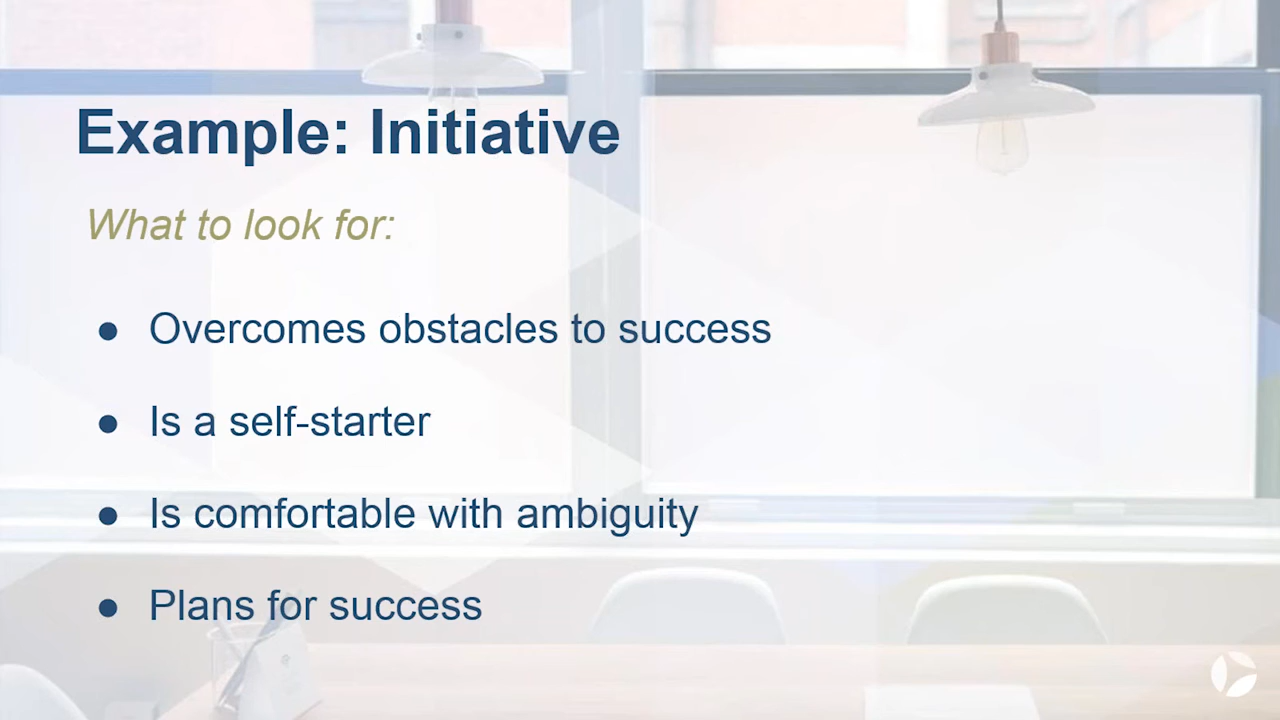 Example: Initiative
What to look for:
● Overcomes obstacles to success
● Is a self-starter
● Is comfortable with ambiguity
● Plans for success